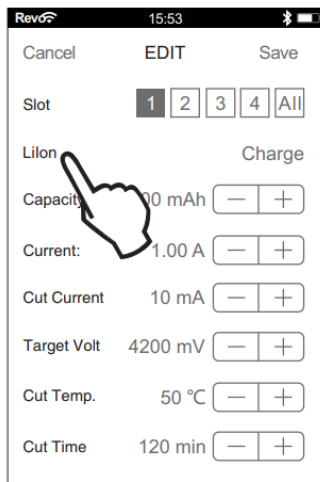 Revo 15:53
Cancel EDIT Save
Slot 1 2 3 4 All
LiIon Charge
Capacity 00 mAh − +
Current: 1.00 A − +
Cut Current 10 mA − +
Target Volt 4200 mV − +
Cut Temp. 50 ℃ − +
Cut Time 120 min − +